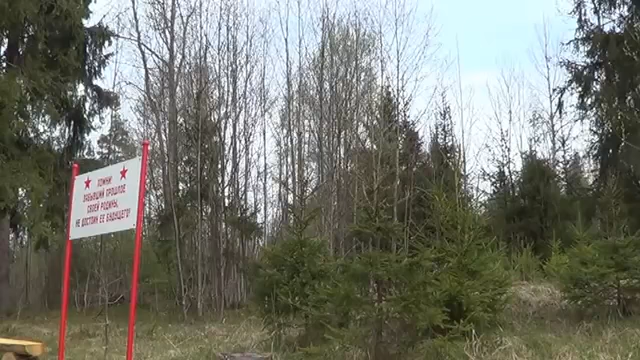 ПОМНИ!
ЗАБЫВШИЙ ПРОШЛОЕ
СВОЕЙ РОДИНЫ,
НЕ ДОСТОИН ЕЕ БУДУЩЕГО!